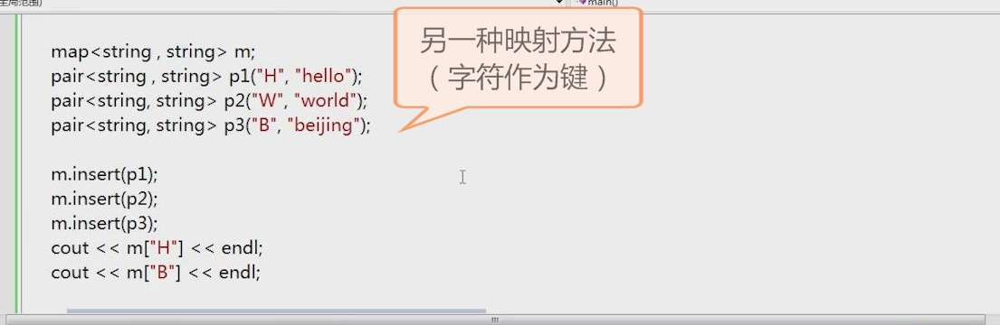 全局范围)
main()
另一种映射方法
（字符作为键）
map<string , string> m;
pair<string , string> p1("H", "hello");
pair<string, string> p2("W", "world");
pair<string, string> p3("B", "beijing");
m.insert(p1);
m.insert(p2);
m.insert(p3);
cout << m["H"] << endl;
cout << m["B"] << endl;